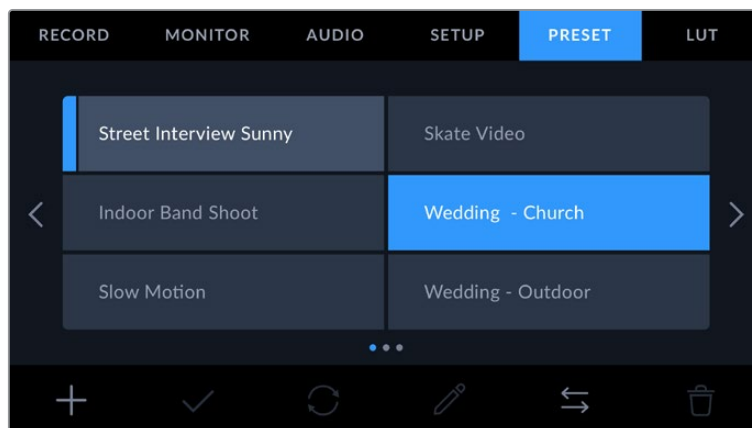 RECORD MONITOR AUDIO SETUP PRESET LUT
Street Interview Sunny Skate Video
Indoor Band Shoot Wedding - Church
Slow Motion Wedding - Outdoor